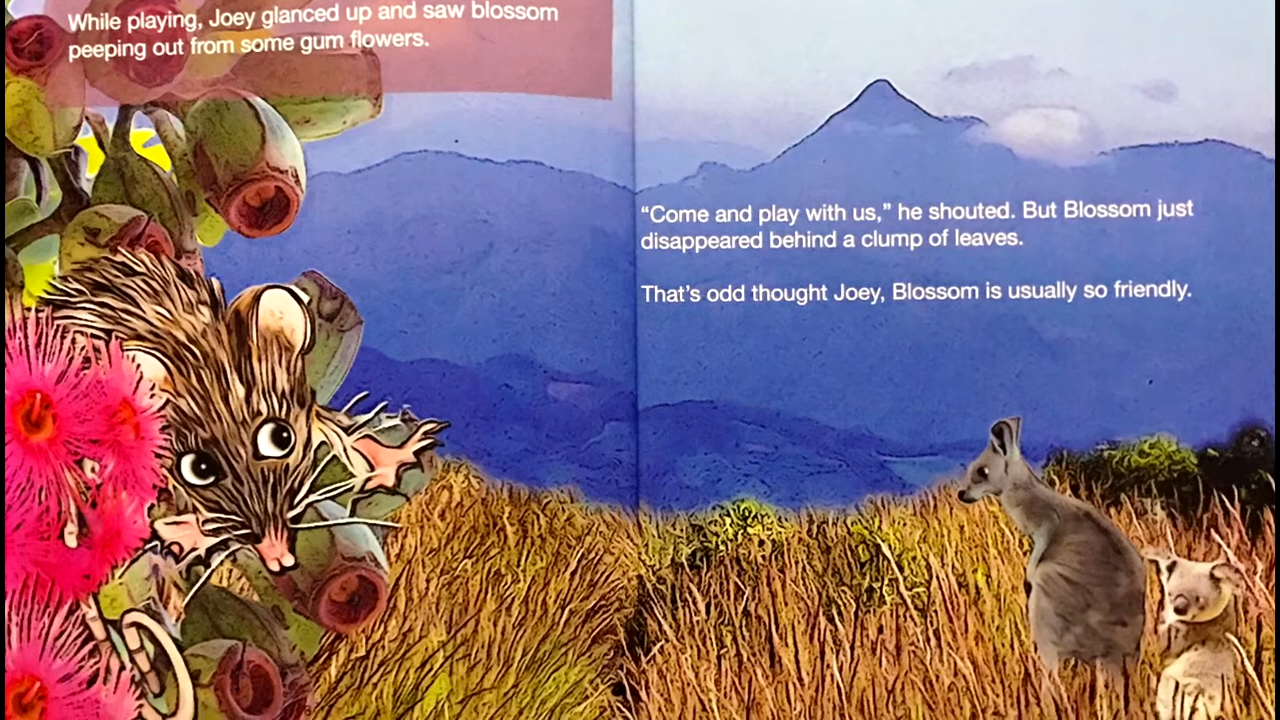 While playing, Joey glanced up and saw blossom
peeping out from some gum flowers.
“Come and play with us,” he shouted. But Blossom just
disappeared behind a clump of leaves.
That’s odd thought Joey, Blossom is usually so friendly.